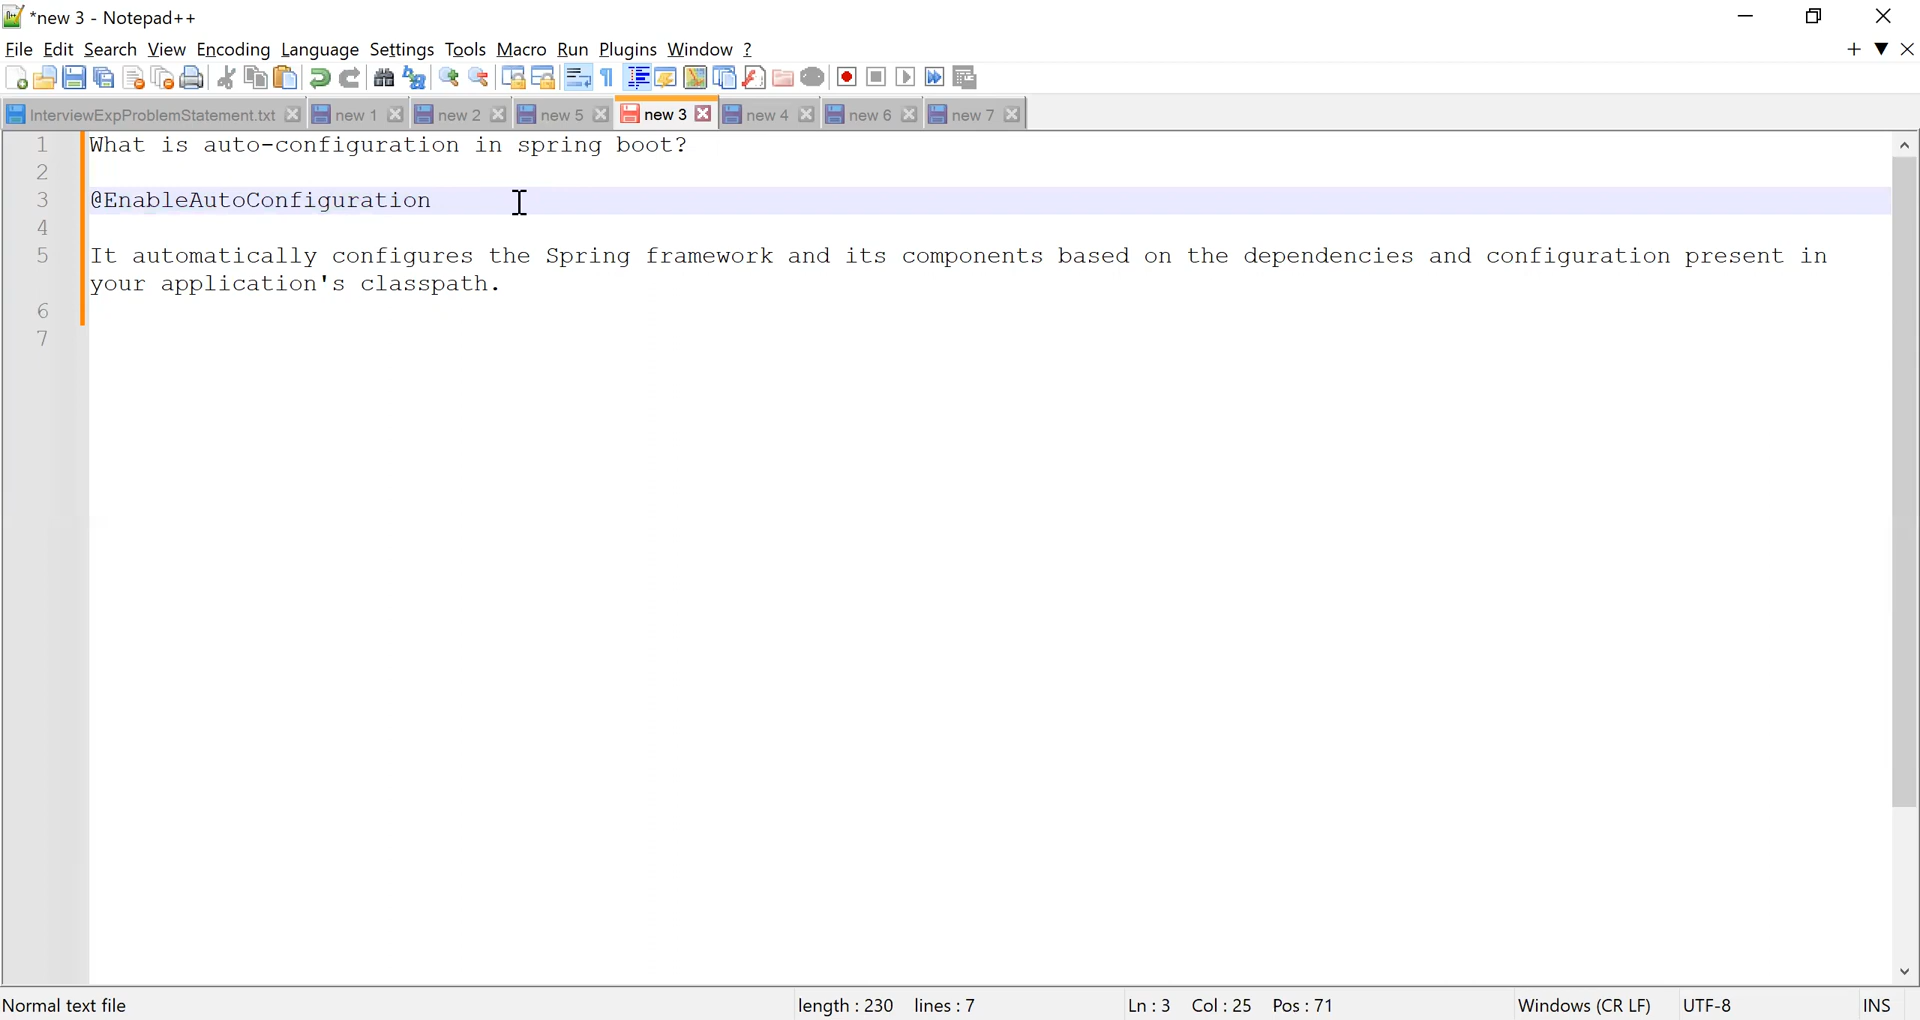 *new 3 - Notepad++
File Edit Search View Encoding Language Settings Tools Macro Run Plugins Window ?
InterviewExpProblemStatement.txt new 1 new 2 new 5 new 3 new 4 new 6 new 7
1 What is auto-configuration in spring boot?
2
3 @EnableAutoConfiguration
4
5 It automatically configures the Spring framework and its components based on the dependencies and configuration present in
your application's classpath.
6
7
Normal text file length : 230 lines : 7 Ln : 3 Col : 25 Pos : 71 Windows (CR LF) UTF-8 INS